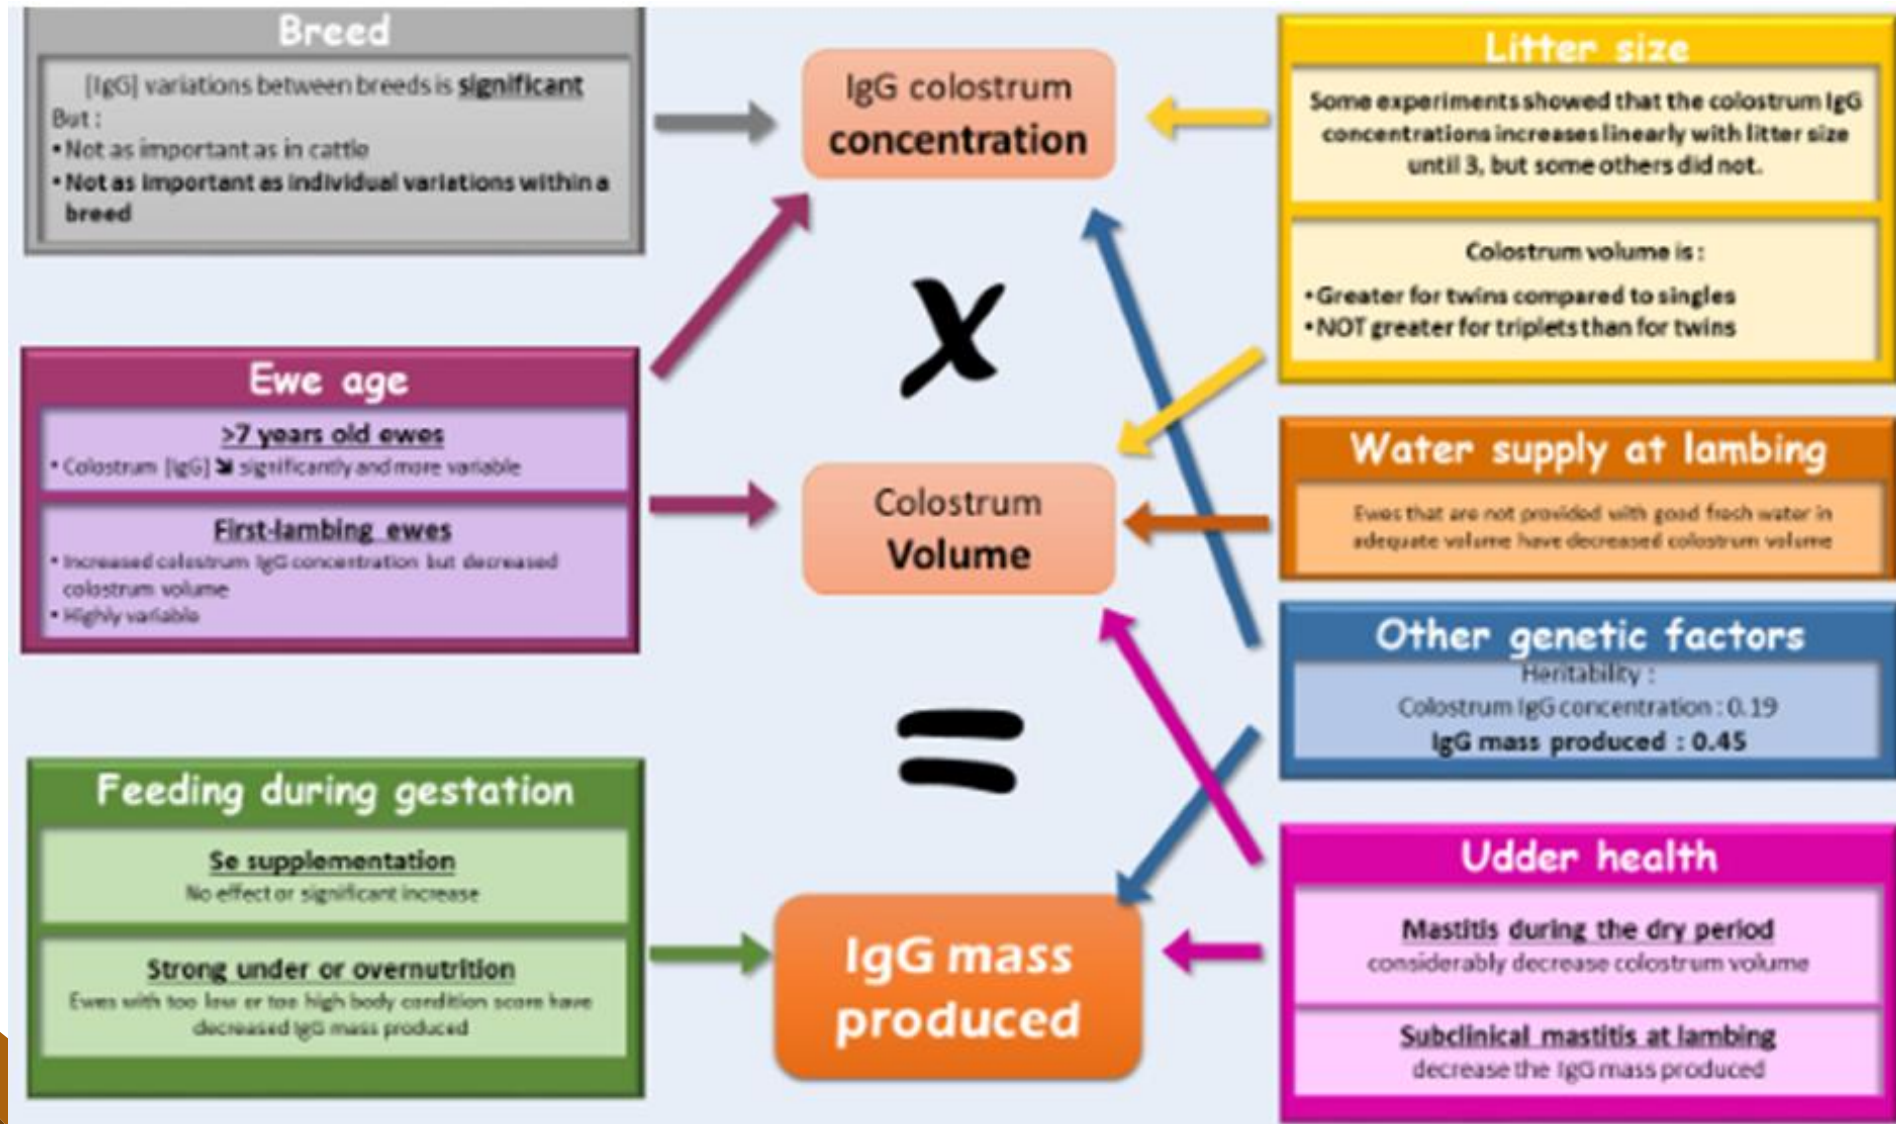 Breed
[IgG] variations between breeds is significant
But :
• Not as important as in cattle
• Not as important as individual variations within a
breed
Ewe age
>7 years old ewes
• Colostrum [IgG] ↘ significantly and more variable
First-lambing ewes
• Increased colostrum IgG concentration but decreased
colostrum volume
• Highly variable
Feeding during gestation
Se supplementation
No effect or significant increase
Strong under or overnutrition
Ewes with too low or too high body condition score have
decreased IgG mass produced
IgG colostrum
concentration
x
Colostrum
Volume
=
IgG mass
produced
Litter size
Some experiments showed that the colostrum IgG
concentrations increases linearly with litter size
until 3, but some others did not.
Colostrum volume is :
• Greater for twins compared to singles
• NOT greater for triplets than for twins
Water supply at lambing
Ewes that are not provided with good fresh water in
adequate volume have decreased colostrum volume
Other genetic factors
Heritability :
Colostrum IgG concentration : 0.19
IgG mass produced : 0.45
Udder health
Mastitis during the dry period
considerably decrease colostrum volume
Subclinical mastitis at lambing
decrease the IgG mass produced